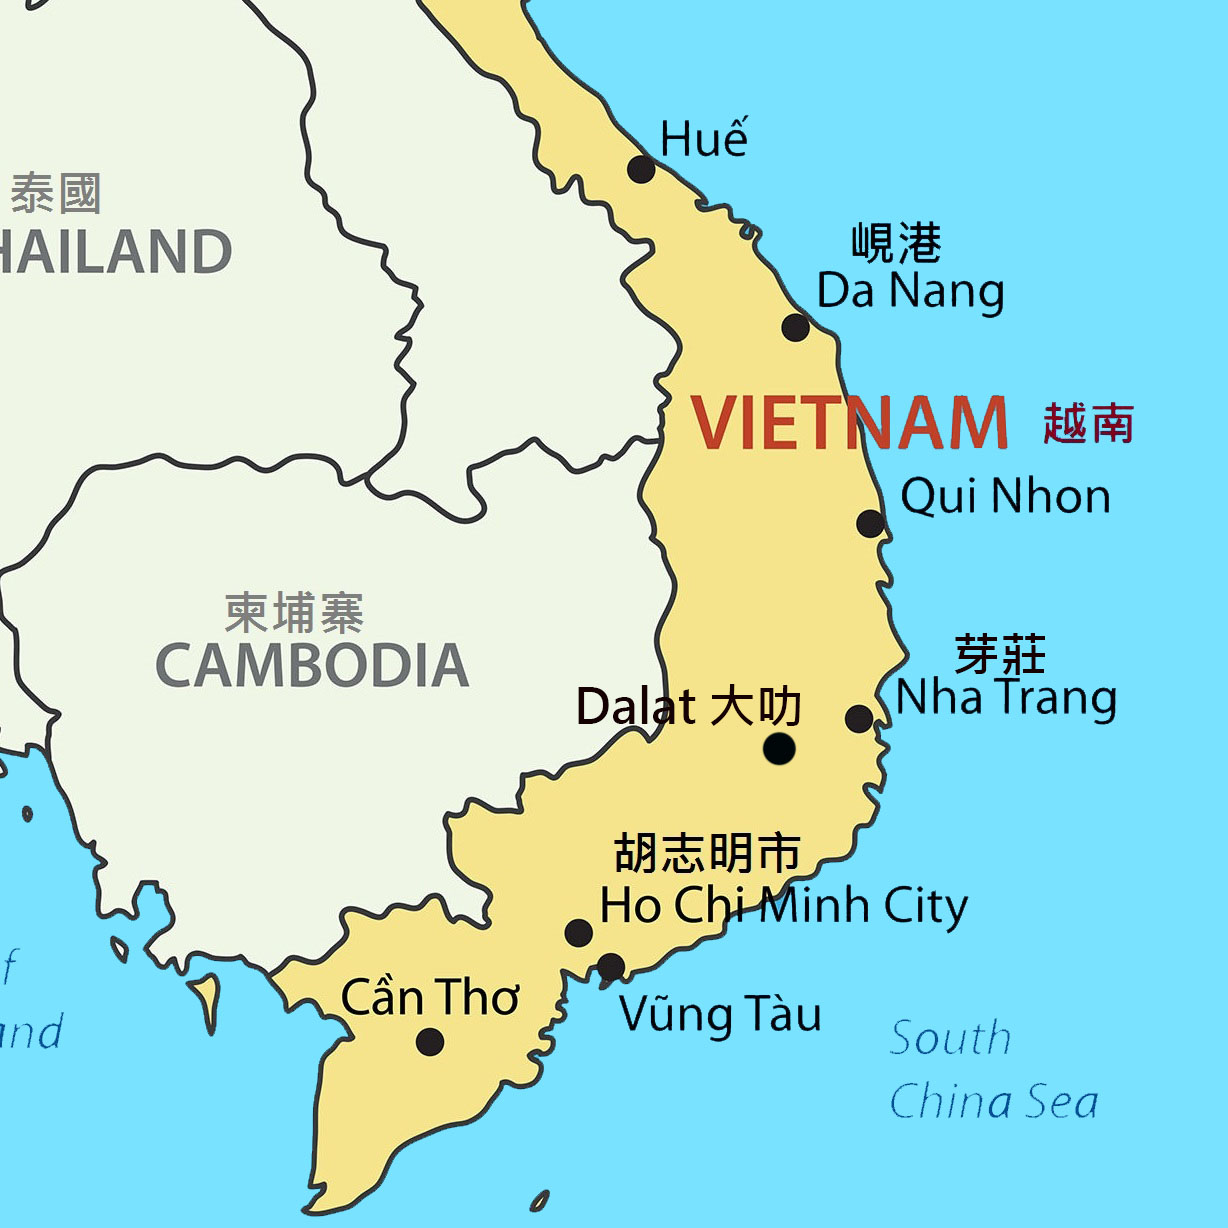 Huế
泰國
HAILAND
峴港
Da Nang
VIETNAM 越南
Qui Nhon
柬埔寨
CAMBODIA
芽莊
Nha Trang
Dalat 大叻
胡志明市
Ho Chi Minh City
f
and
Cần Thơ
Vũng Tàu
South
China Sea